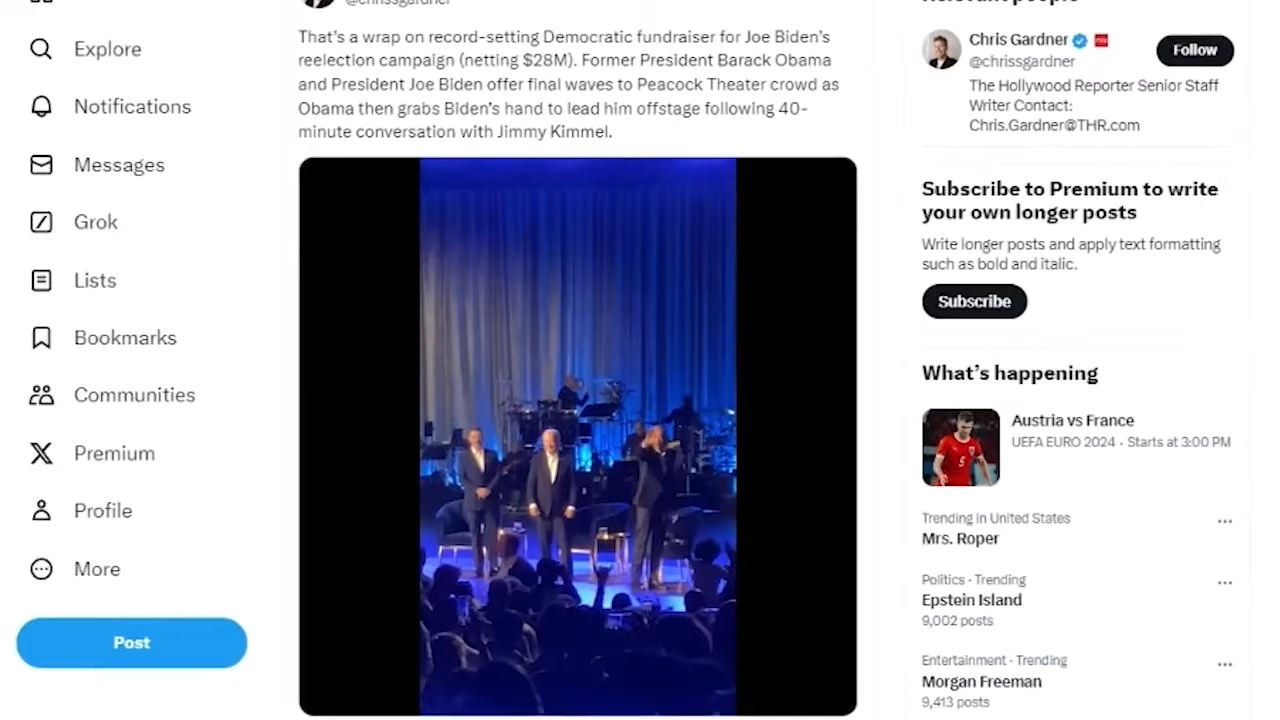 Explore
Notifications
Messages
Grok
Lists
Bookmarks
Communities
Premium
Profile
More
Post
@chrissgardner
That's a wrap on record-setting Democratic fundraiser for Joe Biden's
reelection campaign (netting $28M). Former President Barack Obama
and President Joe Biden offer final waves to Peacock Theater crowd as
Obama then grabs Biden's hand to lead him offstage following 40-
minute conversation with Jimmy Kimmel.
Relevant people
Chris Gardner
@chrissgardner
Follow
The Hollywood Reporter Senior Staff
Writer Contact:
Chris.Gardner@THR.com
Subscribe to Premium to write
your own longer posts
Write longer posts and apply text formatting
such as bold and italic.
Subscribe
What's happening
Austria vs France
UEFA EURO 2024 · Starts at 3:00 PM
Trending in United States
Mrs. Roper
Politics · Trending
Epstein Island
9,002 posts
Entertainment · Trending
Morgan Freeman
9,413 posts